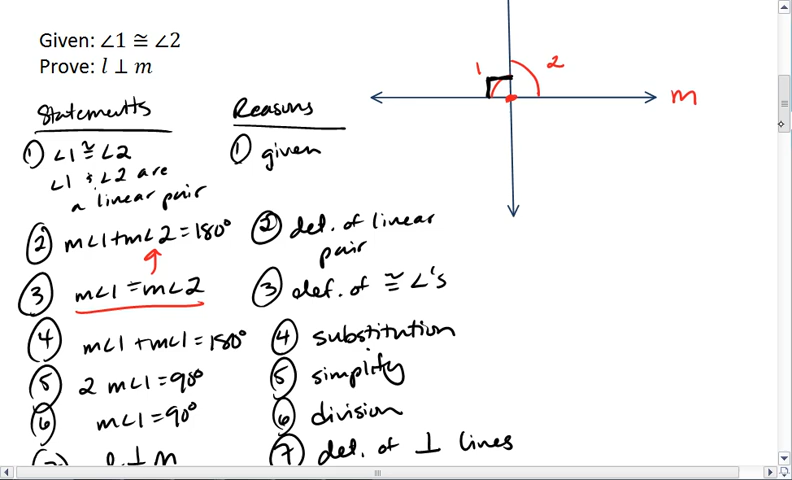 Given: ∠1 ≅ ∠2
Prove: l ⊥ m
Statements
Reasons
① ∠1 ≅ ∠2
∠1 & ∠2 are
a linear pair
① given
② m∠1 + m∠2 = 180°
② def. of linear
pair
③ m∠1 = m∠2
③ def. of ≅ ∠'s
④ m∠1 + m∠1 = 180°
④ substitution
⑤ 2 m∠1 = 90°
⑤ simplify
⑥ m∠1 = 90°
⑥ division
⑦ l ⊥ m
⑦ def. of ⊥ lines
1
2
m